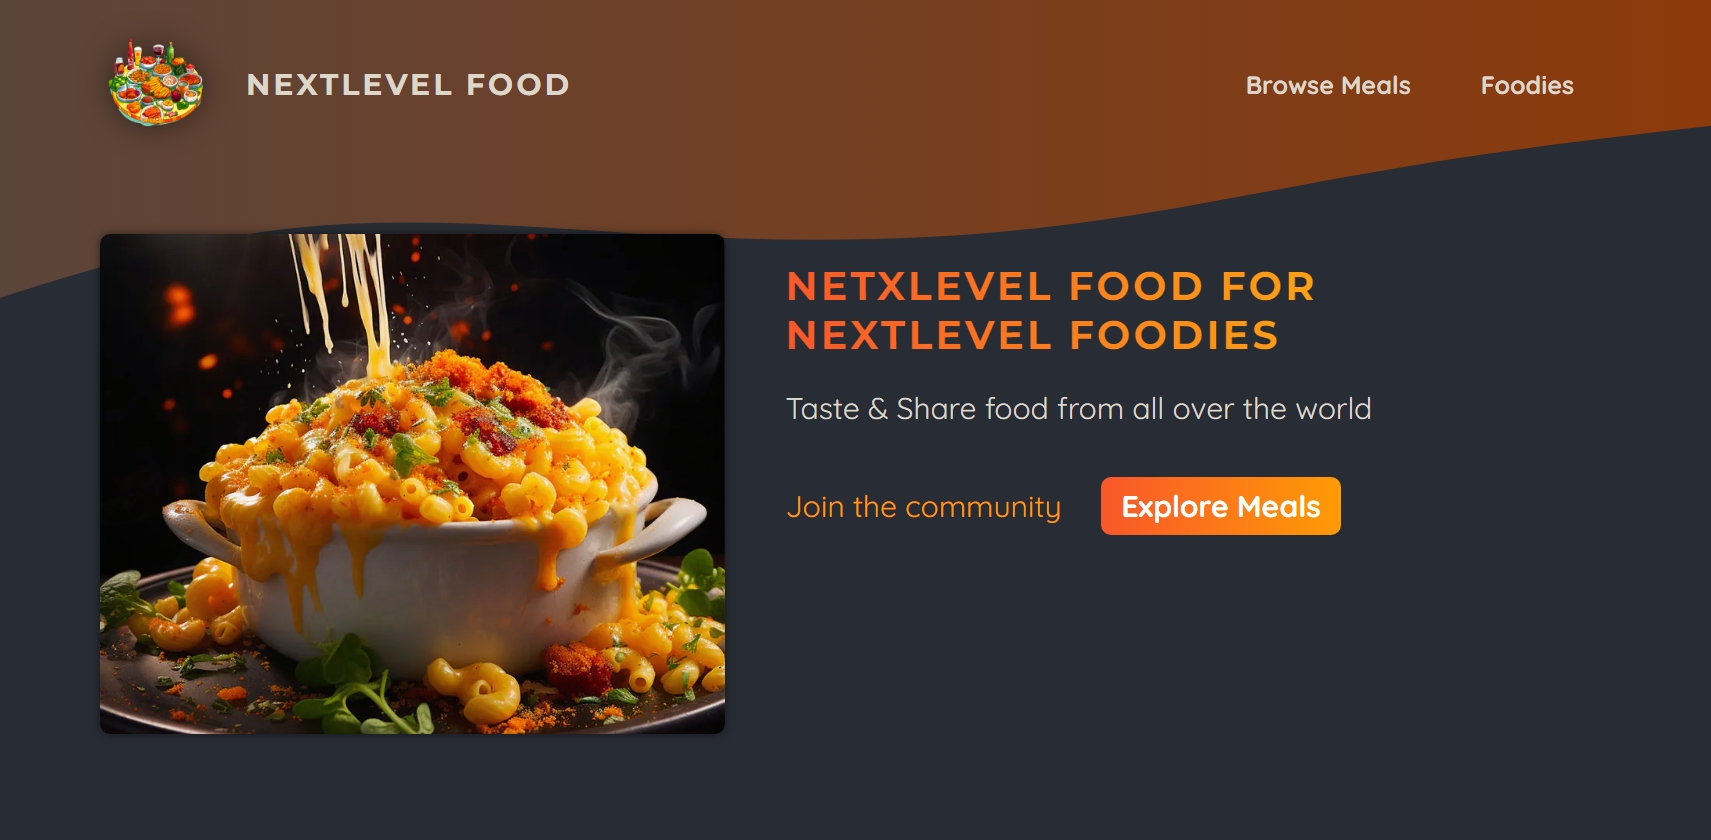 NEXTLEVEL FOOD
Browse Meals
Foodies
NETXLEVEL FOOD FOR
NEXTLEVEL FOODIES
Taste & Share food from all over the world
Join the community
Explore Meals